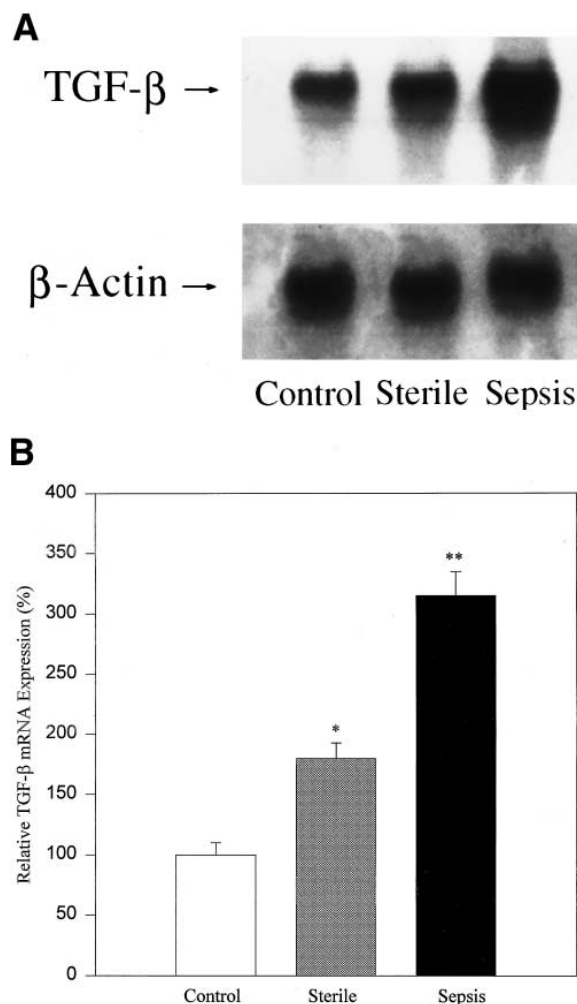 A
TGF-β →
β-Actin →
Control Sterile Sepsis
B
Relative TGF-β mRNA Expression (%)
400
350
300
250
200
150
100
50
0
**
*
Control Sterile Sepsis